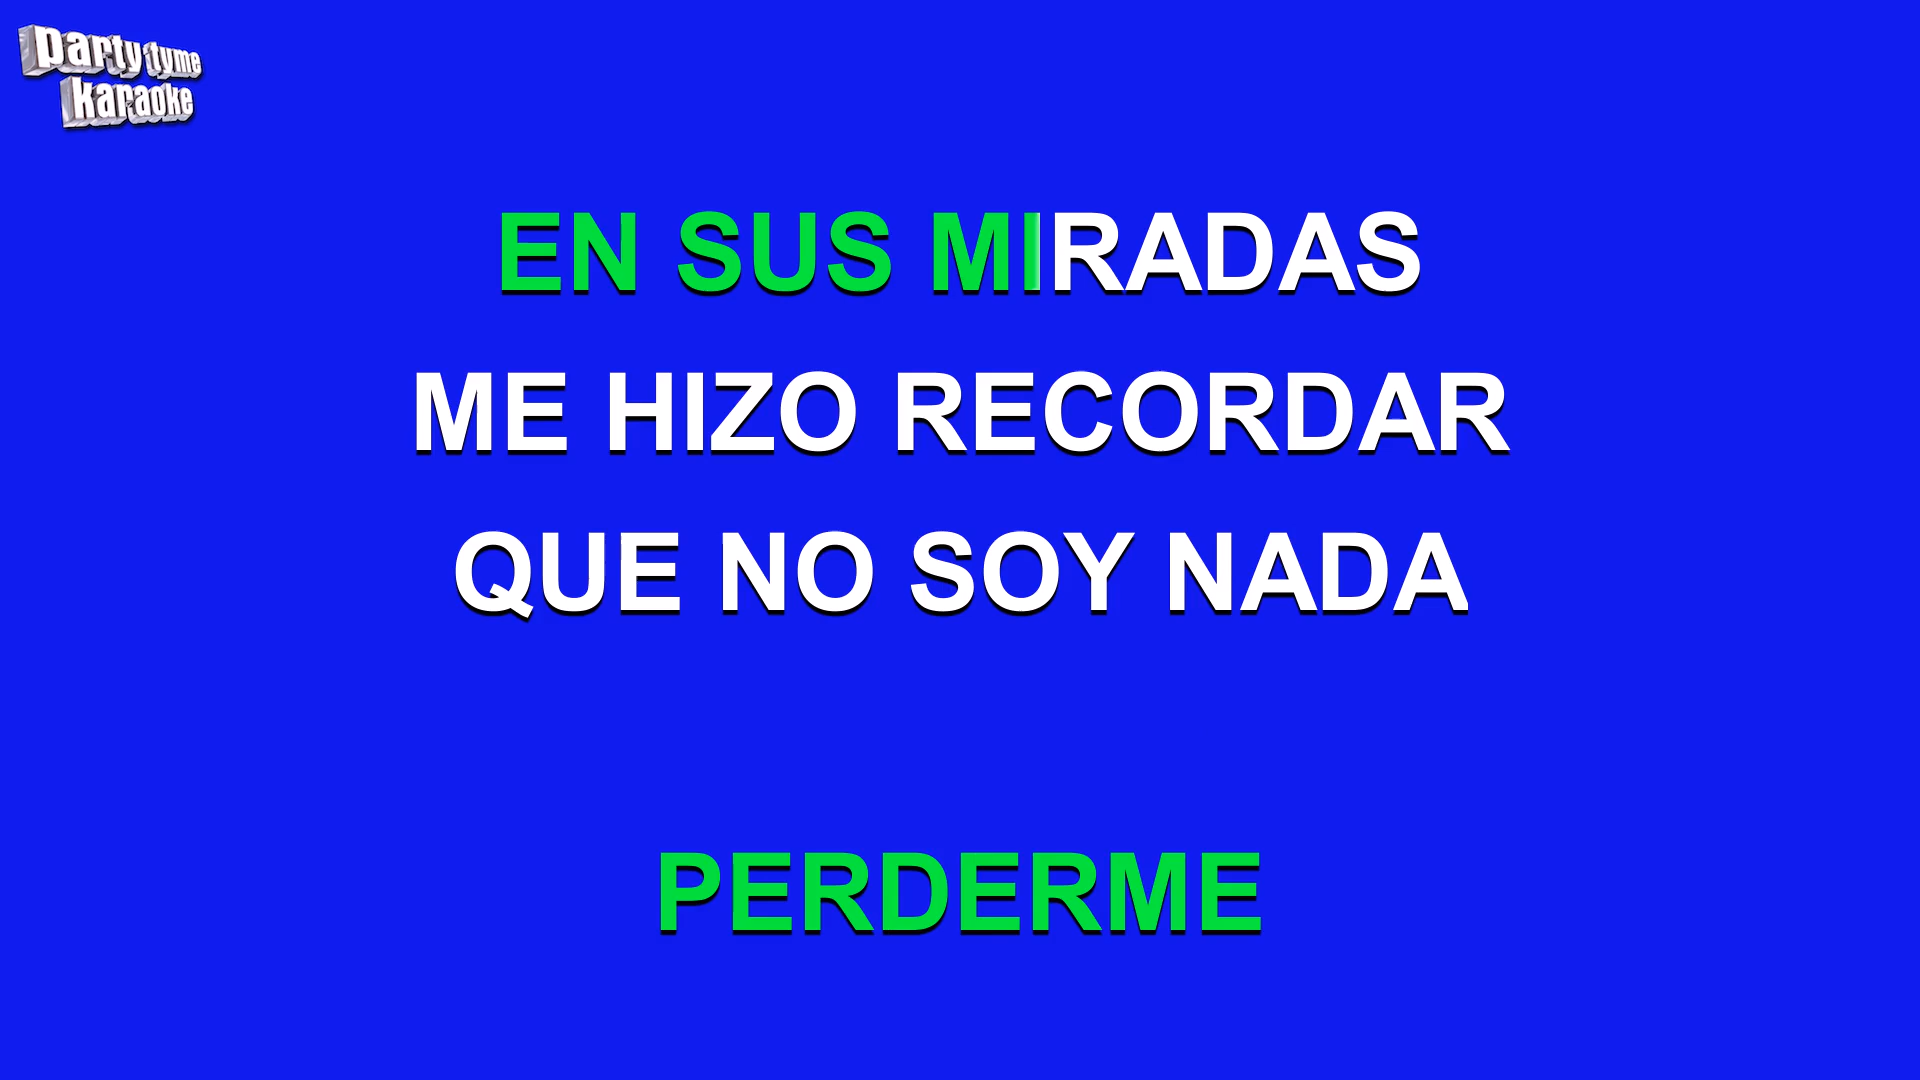 party tyme
karaoke
EN SUS MIRADAS
ME HIZO RECORDAR
QUE NO SOY NADA
PERDERME